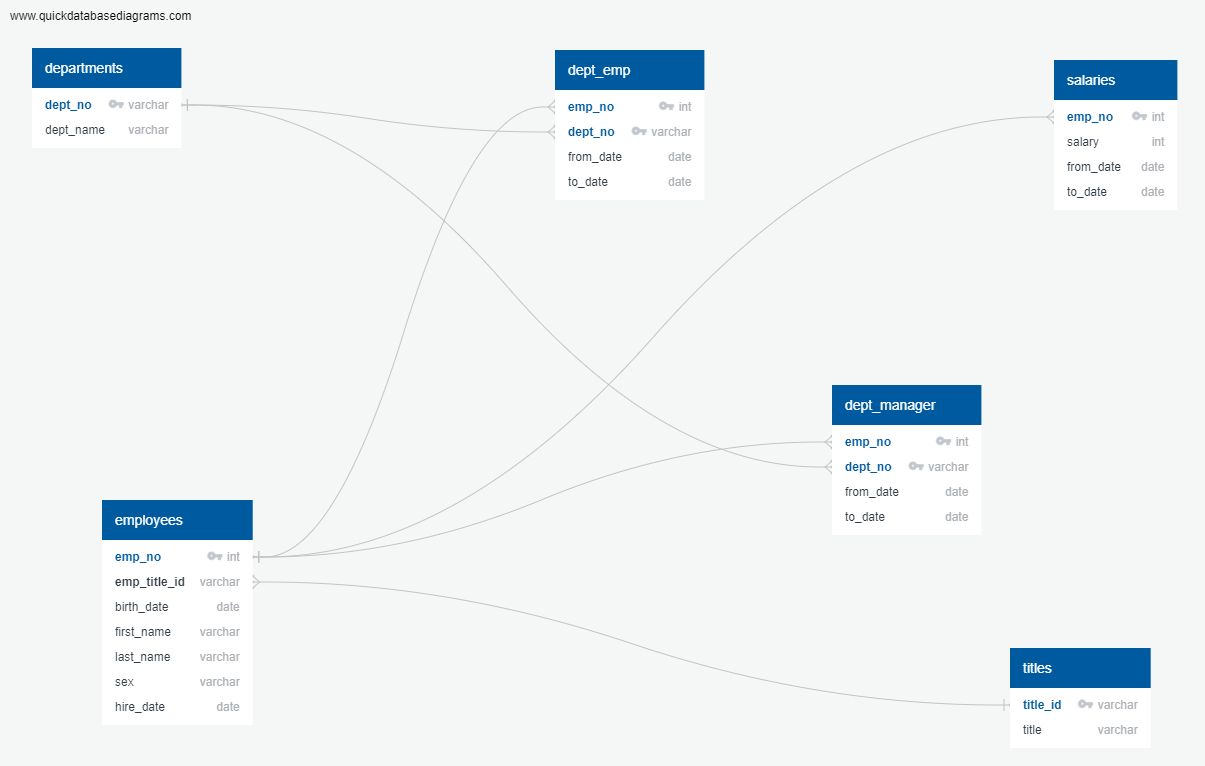 www.quickdatabasediagrams.com
departments
dept_no varchar
dept_name varchar
dept_emp
emp_no int
dept_no varchar
from_date date
to_date date
salaries
emp_no int
salary int
from_date date
to_date date
dept_manager
emp_no int
dept_no varchar
from_date date
to_date date
employees
emp_no int
emp_title_id varchar
birth_date date
first_name varchar
last_name varchar
sex varchar
hire_date date
titles
title_id varchar
title varchar